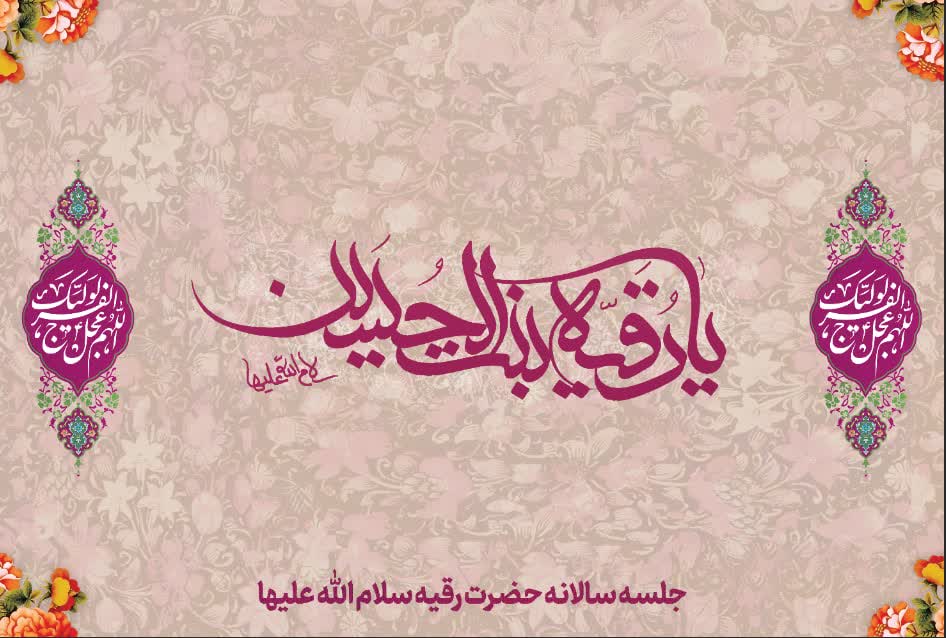 یا رقیه بنت الحسین
سلام الله علیها
اللهم عجل لولیک الفرج
اللهم عجل لولیک الفرج
جلسه سالانه حضرت رقیه سلام الله علیها